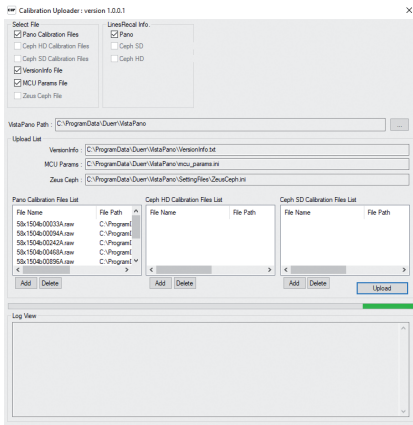 Calibration Uploader : version 1.0.0.1
Select File
Pano Calibration Files
Ceph HD Calibration Files
Ceph SD Calibration Files
VersionInfo File
MCU Params File
Zeus Ceph File
LinesRecal Info.
Pano
Ceph SD
Ceph HD
VistaPano Path : C:\ProgramData\Duerr\VistaPano
...
Upload List
VersionInfo : C:\ProgramData\Duerr\VistaPano\VersionInfo.txt
MCU Params : C:\ProgramData\Duerr\VistaPano\mcu_params.ini
Zeus Ceph : C:\ProgramData\Duerr\VistaPano\SettingFiles\ZeusCeph.ini
Pano Calibration Files List
File Name File Path
58x1504b00033A.raw C:\Program
58x1504b00094A.raw C:\Program
58x1504b00242A.raw C:\Program
58x1504b00468A.raw C:\Program
58x1504b00896A.raw C:\Program
Add Delete
Ceph HD Calibration Files List
File Name File Path
Add Delete
Ceph SD Calibration Files List
File Name File Path
Add Delete
Upload
Log View